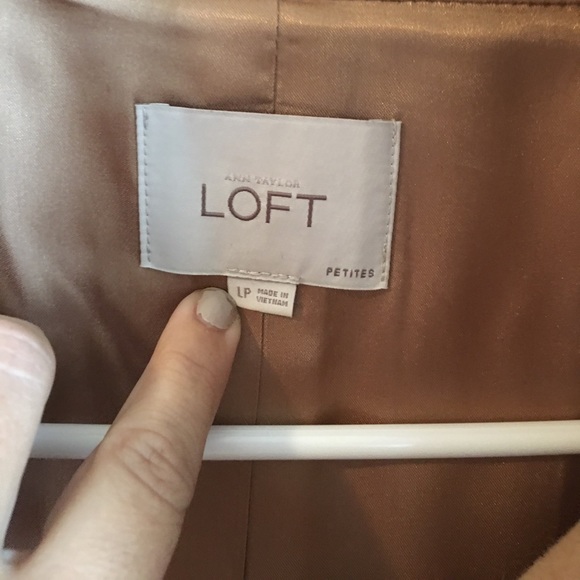 ANN TAYLOR
LOFT
PETITES
LP MADE IN
VIETNAM